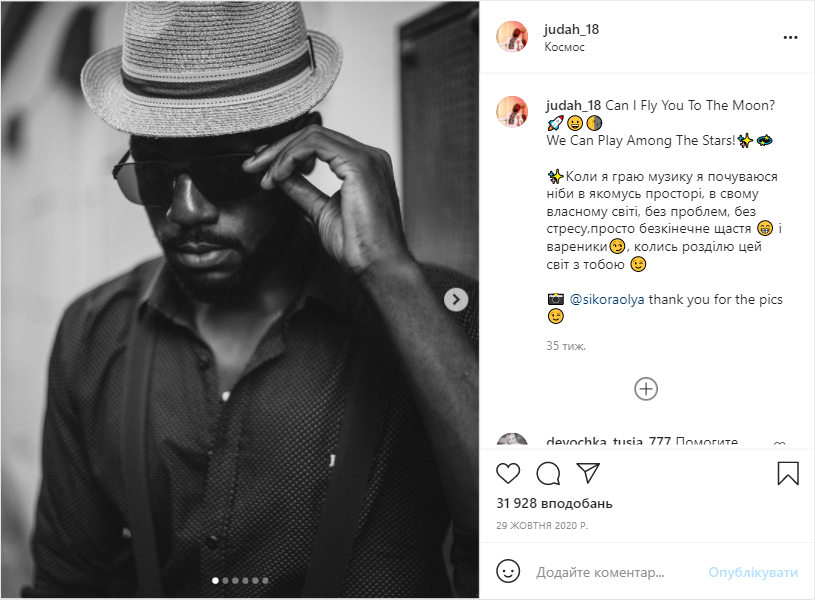 judah_18
Космос
judah_18 Can I Fly You To The Moon?
🚀😀🌗
We Can Play Among The Stars!✨💫
✨Коли я граю музику я почуваюся
ніби в якомусь просторі, в свому
власному світі, без проблем, без
стресу,просто безкінечне щастя 😁 і
вареники😏, колись розділю цей
світ з тобою 😉
📸 @sikoraolya thank you for the pics
😉
35 тиж.
devochka_tusia_777 Помогите
31 928 вподобань
29 ЖОВТНЯ 2020 Р.
Додайте коментар...
Опублікувати